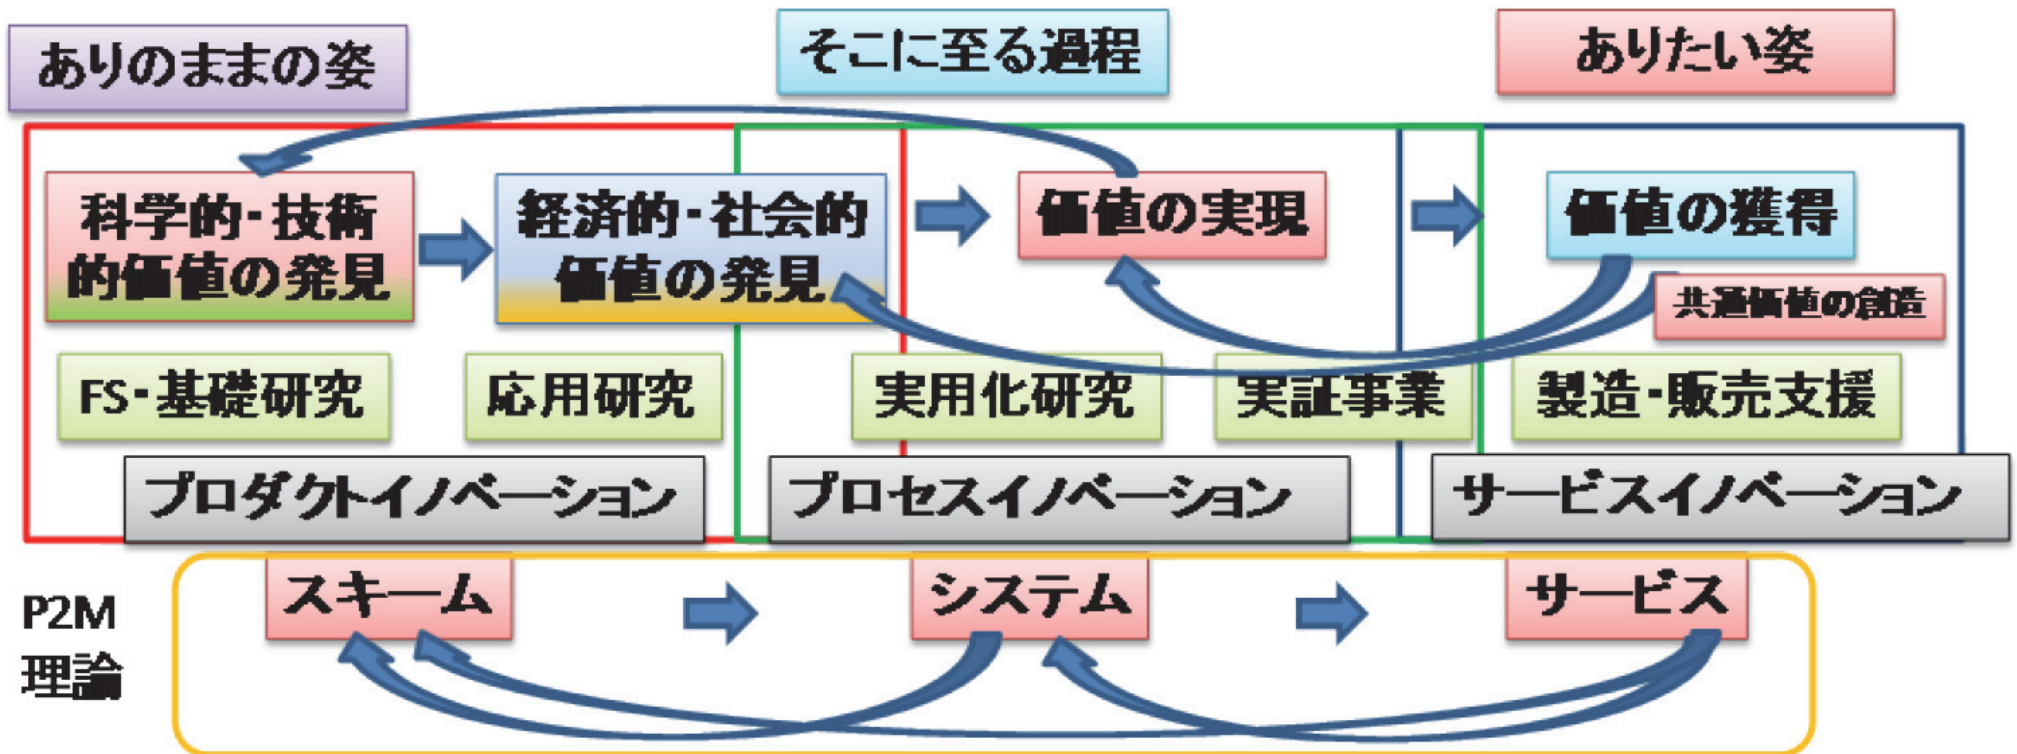 ありのままの姿
そこに至る過程
ありたい姿
科学的・技術
的価値の発見
経済的・社会的
価値の発見
価値の実現
価値の獲得
共通価値の創造
FS・基礎研究
応用研究
実用化研究
実証事業
製造・販売支援
プロダクトイノベーション
プロセスイノベーション
サービスイノベーション
P2M
理論
スキーム
システム
サービス